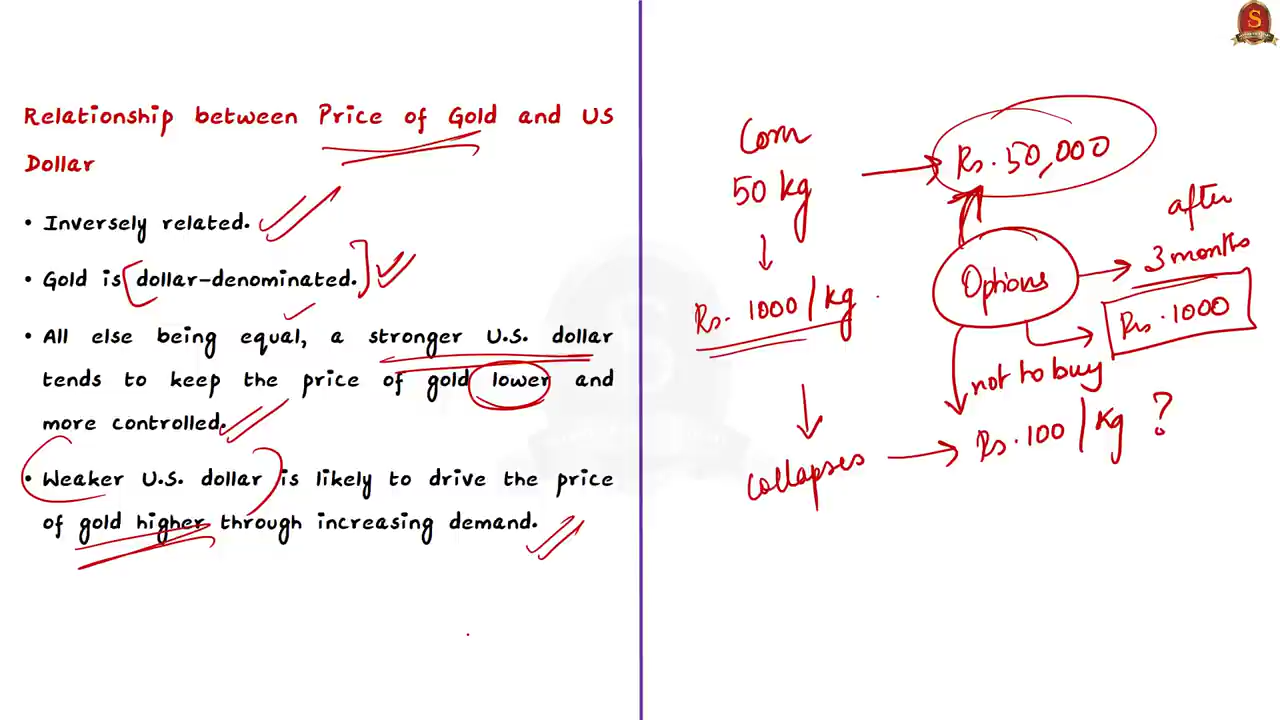 Relationship between Price of Gold and US
Dollar
• Inversely related.
• Gold is dollar-denominated.
• All else being equal, a stronger U.S. dollar
tends to keep the price of gold lower and
more controlled.
• Weaker U.S. dollar is likely to drive the price
of gold higher through increasing demand.
Corn
50 kg
Rs. 1000/kg
collapses
Rs. 50,000
Options
after
3 months
Rs. 1000
not to buy
Rs. 100/kg ?
S